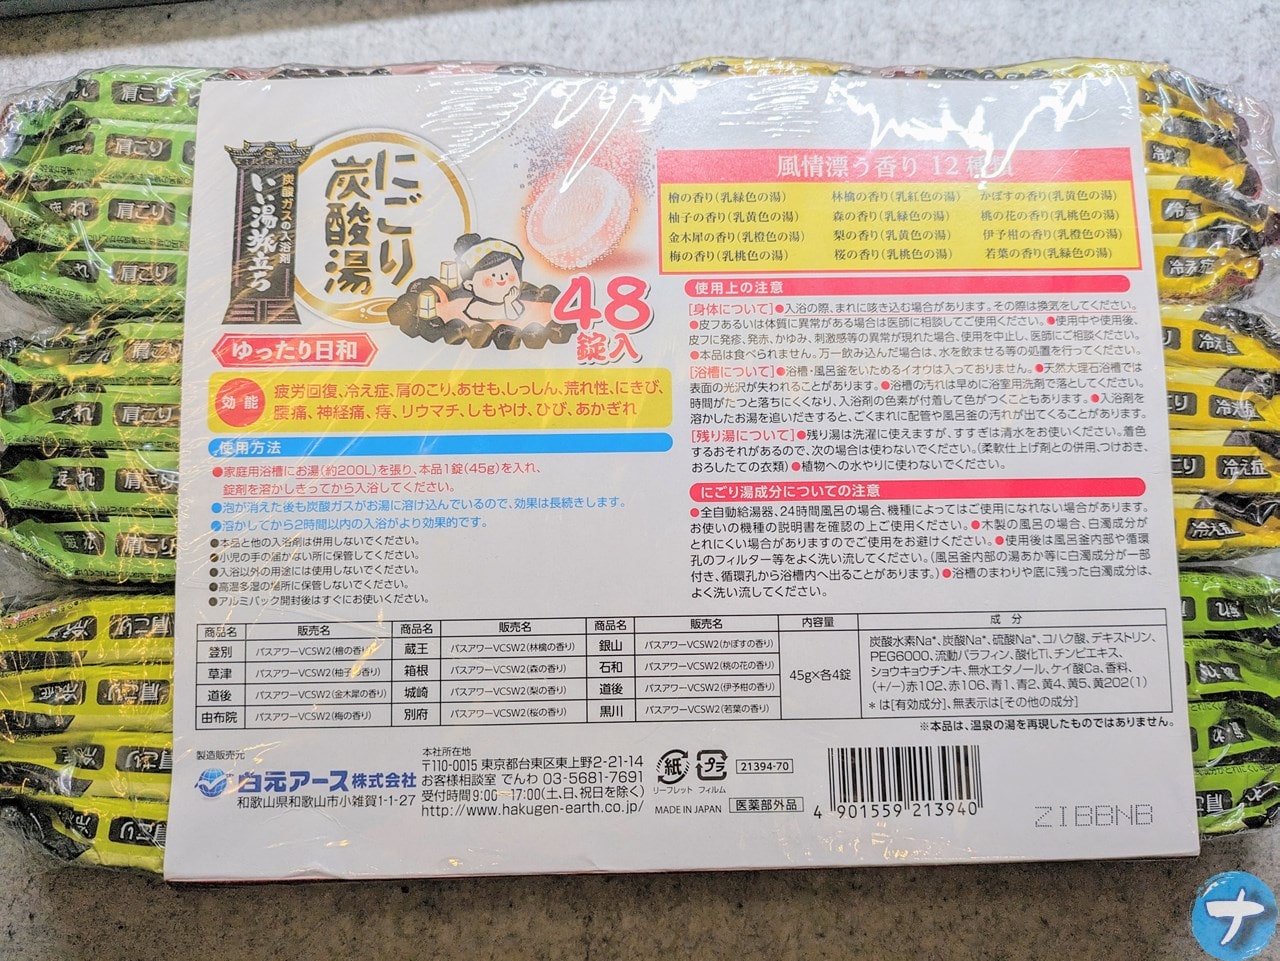 炭酸ガスの入浴剤
いい湯旅立ち
にごり
炭酸湯
48
錠入
ゆったり日和
効能
疲労回復、冷え症、肩のこり、あせも、しっしん、荒れ性、にきび、
腰痛、神経痛、痔、リウマチ、しもやけ、ひび、あかぎれ
使用方法
●家庭用浴槽にお湯(約200L)を張り、本品1錠(45g)を入れ、
錠剤を溶かしきってから入浴してください。
●泡が消えた後も炭酸ガスがお湯に溶け込んでいるので、効果は長続きします。
●溶かしてから2時間以内の入浴がより効果的です。
●本品と他の入浴剤は併用しないでください。
●小児の手の届かない所に保管してください。
●入浴以外の用途には使用しないでください。
●高温多湿の場所に保管しないでください。
●アルミパック開封後はすぐにお使いください。
風情漂う香り 12種類
檜の香り(乳緑色の湯) 林檎の香り(乳紅色の湯) かぼすの香り(乳黄色の湯)
柚子の香り(乳黄色の湯) 森の香り(乳緑色の湯) 桃の花の香り(乳桃色の湯)
金木犀の香り(乳橙色の湯) 梨の香り(乳黄色の湯) 伊予柑の香り(乳橙色の湯)
梅の香り(乳桃色の湯) 桜の香り(乳桃色の湯) 若葉の香り(乳緑色の湯)
使用上の注意
[身体について]●入浴の際、まれに咳き込む場合があります。その際は換気をしてください。
●皮フあるいは体質に異常がある場合は医師に相談してご使用ください。●使用中や使用後、
皮フに発疹、発赤、かゆみ、刺激感等の異常が現れた場合、使用を中止し、医師にご相談ください。
●本品は食べられません。万一飲み込んだ場合は、水を飲ませる等の処置を行ってください。
[浴槽について]●浴槽・風呂釜をいためるイオウは入っておりません。●天然大理石浴槽では
表面の光沢が失われることがあります。●浴槽の汚れは早めに浴室用洗剤で落としてください。
時間がたつと落ちにくくなり、入浴剤の色素が付着して色がつくこともあります。●入浴剤を
溶かしたお湯を追いだきすると、ごくまれに配管や風呂釜の汚れが出てくることがあります。
[残り湯について]●残り湯は洗濯に使えますが、すすぎは清水をお使いください。着色
するおそれがあるので、次の場合は使わないでください。(柔軟仕上げ剤との併用、つけおき、
おろしたての衣類)●植物への水やりに使わないでください。
にごり湯成分についての注意
●全自動給湯器、24時間風呂の場合、機種によってはご使用になれない場合があります。
お使いの機種の説明書を確認の上ご使用ください。●木製の風呂の場合、白濁成分が
とれにくい場合がありますのでご使用をお避けください。●使用後は風呂釜内部や循環
孔のフィルター等をよく洗い流してください。(風呂釜内部の湯あか等に白濁成分が一部
付き、循環孔から浴槽内へ出ることがあります。)●浴槽のまわりや底に残った白濁成分は、
よく洗い流してください。
商品名 販売名 商品名 販売名 商品名 販売名 内容量 成分
登別 バスアワーVCSW2(檜の香り) 蔵王 バスアワーVCSW2(林檎の香り) 銀山 バスアワーVCSW2(かぼすの香り)
草津 バスアワーVCSW2(柚子の香り) 箱根 バスアワーVCSW2(森の香り) 石和 バスアワーVCSW2(桃の花の香り)
道後 バスアワーVCSW2(金木犀の香り) 城崎 バスアワーVCSW2(梨の香り) 道後 バスアワーVCSW2(伊予柑の香り)
由布院 バスアワーVCSW2(梅の香り) 別府 バスアワーVCSW2(桜の香り) 黒川 バスアワーVCSW2(若葉の香り)
45g×各4錠
炭酸水素Na*、炭酸Na*、硫酸Na*、コハク酸、デキストリン、
PEG6000、流動パラフィン、酸化Ti、チンピエキス、
ショウキョウチンキ、無水エタノール、ケイ酸Ca、香料、
(+/−)赤102、赤106、青1、青2、黄4、黄5、黄202(1)
*は[有効成分]、無表示は[その他の成分]
※本品は、温泉の湯を再現したものではありません。
製造販売元
白元アース株式会社
和歌山県和歌山市小雑賀1-1-27
本社所在地
〒110-0015 東京都台東区東上野2-21-14
お客様相談室 でんわ 03-5681-7691
受付時間9:00〜17:00(土、日、祝日を除く)
http://www.hakugen-earth.co.jp/
紙 プラ
リーフレット フィルム
MADE IN JAPAN
21394-70
医薬部外品
4 901559 213940
ZIBBNB
肩こり
肩こり
肩こり
肩こり
肩こり
肩こり
肩こり
肩こり
冷え症
冷え症
冷え症
冷え症
ナ